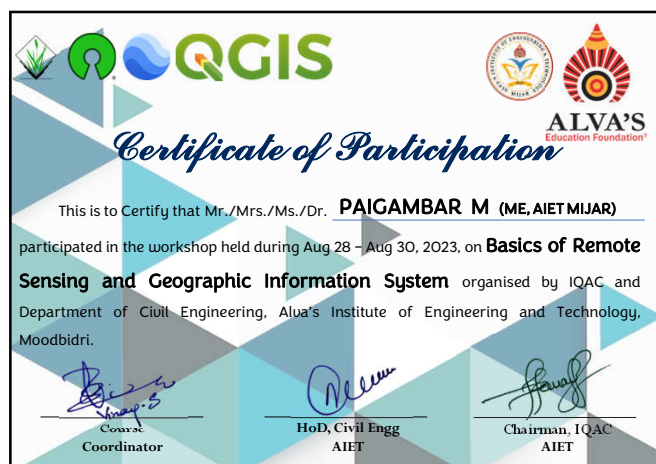 QGIS
ALVA'S
Education Foundation®
Certificate of Participation
This is to Certify that Mr./Mrs./Ms./Dr. PAIGAMBAR M (ME, AIET MIJAR)
participated in the workshop held during Aug 28 – Aug 30, 2023, on Basics of Remote
Sensing and Geographic Information System organised by IQAC and
Department of Civil Engineering, Alva's Institute of Engineering and Technology,
Moodbidri.
Vinay.S
Course
Coordinator
HoD, Civil Engg
AIET
Chairman, IQAC
AIET